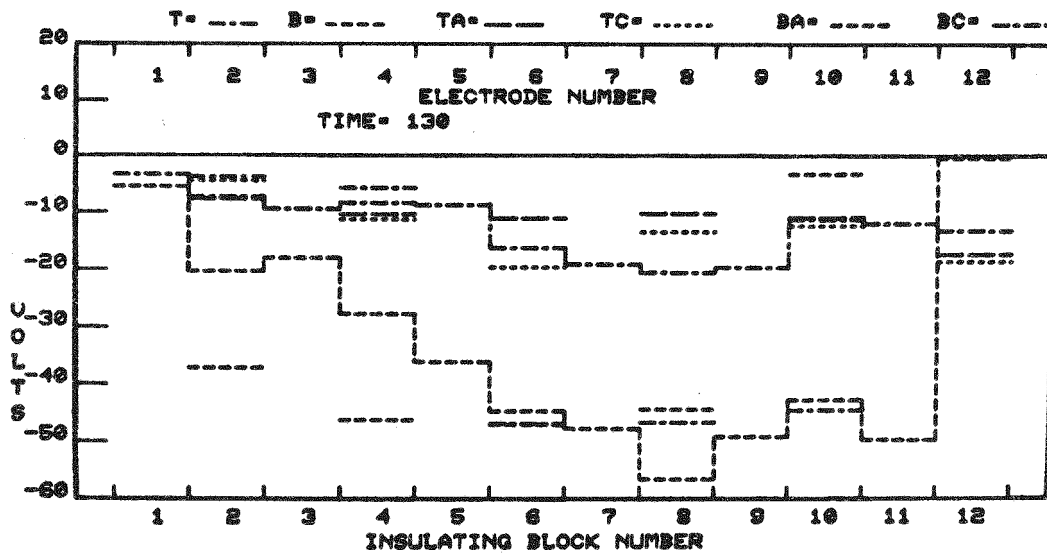 T= B= TA= TC= BA= BC=
20
1 2 3 4 5 6 7 8 9 10 11 12
ELECTRODE NUMBER
10
TIME= 130
0
-10
-20
-30
-40
-50
-60
VOLTS
1 2 3 4 5 6 7 8 9 10 11 12
INSULATING BLOCK NUMBER